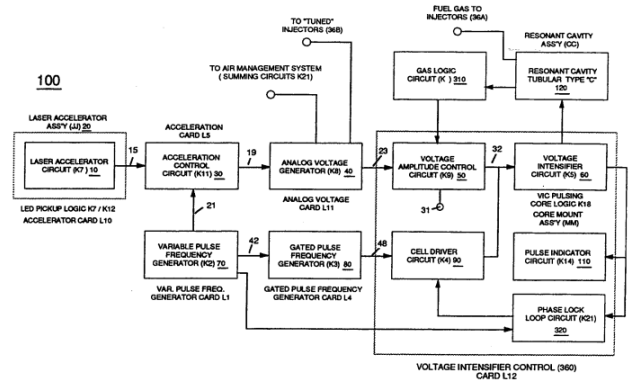 FUEL GAS TO
INJECTORS (36A)
TO "TUNED"
INJECTORS (36B)
RESONANT CAVITY
ASS'Y (CC)
TO AIR MANAGEMENT SYSTEM
( SUMMING CIRCUITS K21)
GAS LOGIC
CIRCUIT (K ) 310
RESONANT CAVITY
TUBULAR TYPE "C"
120
100
LASER ACCELERATOR
ASS'Y (JJ) 20
ACCELERATION
CARD L5
15
19
23
32
LASER ACCELERATOR
CIRCUIT (K7) 10
ACCELERATION
CONTROL
CIRCUIT (K11) 30
ANALOG VOLTAGE
GENERATOR (K8) 40
VOLTAGE
AMPLITUDE CONTROL
CIRCUIT (K9) 50
VOLTAGE
INTENSIFIER
CIRCUIT (K5) 60
LED PICKUP LOGIC K7 / K12
ACCELERATOR CARD L10
21
ANALOG VOLTAGE
CARD L11
31
VIC PULSING
CORE LOGIC K18
CORE MOUNT
ASS'Y (MM)
42
48
VARIABLE PULSE
FREQUENCY
GENERATOR (K2) 70
GATED PULSE
FREQUENCY
GENERATOR (K3) 80
CELL DRIVER
CIRCUIT (K4) 90
PULSE INDICATOR
CIRCUIT (K14) 110
VAR. PULSE FREQ.
GENERATOR CARD L1
GATED PULSE FREQUENCY
GENERATOR CARD L4
PHASE LOCK
LOOP CIRCUIT (K21)
320
VOLTAGE INTENSIFIER CONTROL (360)
CARD L12